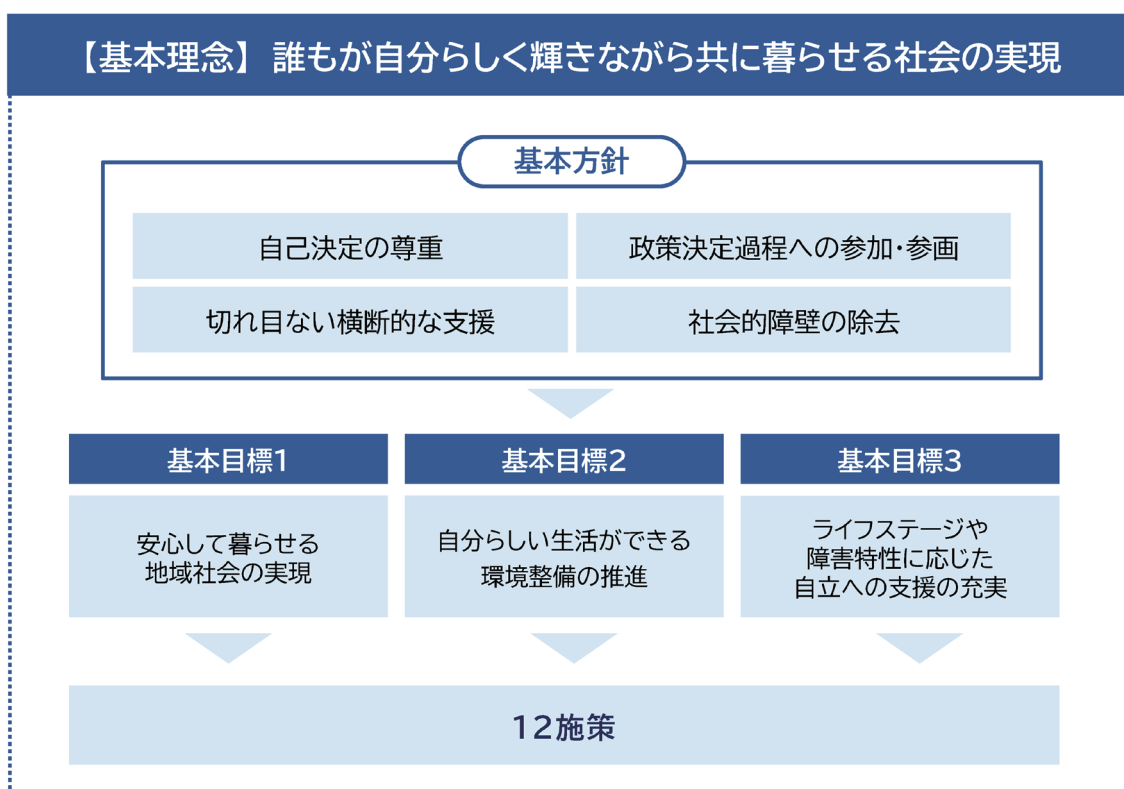 【基本理念】 誰もが自分らしく輝きながら共に暮らせる社会の実現
基本方針
自己決定の尊重
政策決定過程への参加・参画
切れ目ない横断的な支援
社会的障壁の除去
基本目標1
基本目標2
基本目標3
安心して暮らせる
地域社会の実現
自分らしい生活ができる
環境整備の推進
ライフステージや
障害特性に応じた
自立への支援の充実
12施策